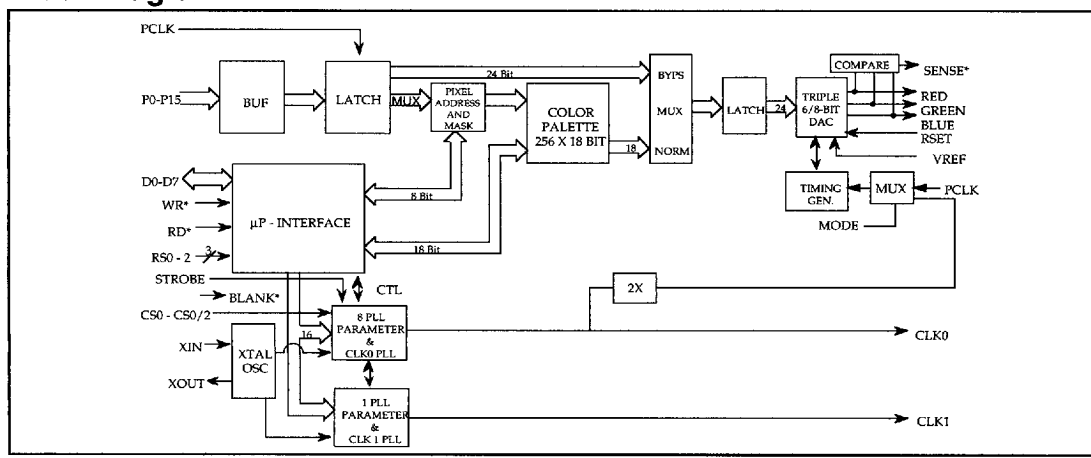 PCLK
24 Bit
P0-P15
BUF
LATCH
MUX
PIXEL
ADDRESS
AND
MASK
COLOR
PALETTE
256 X 18 BIT
18
BYPS
MUX
NORM
LATCH
24
COMPARE
TRIPLE
6/8-BIT
DAC
SENSE*
RED
GREEN
BLUE
RSET
VREF
TIMING
GEN.
MUX
PCLK
MODE
D0-D7
WR*
RD*
RS0 - 2
3
µP - INTERFACE
8 Bit
18 Bit
STROBE
BLANK*
CS0 - CS0/2
CTL
2X
16
8 PLL
PARAMETER
&
CLK0 PLL
CLK0
XIN
XOUT
XTAL
OSC
1 PLL
PARAMETER
&
CLK 1 PLL
CLK1